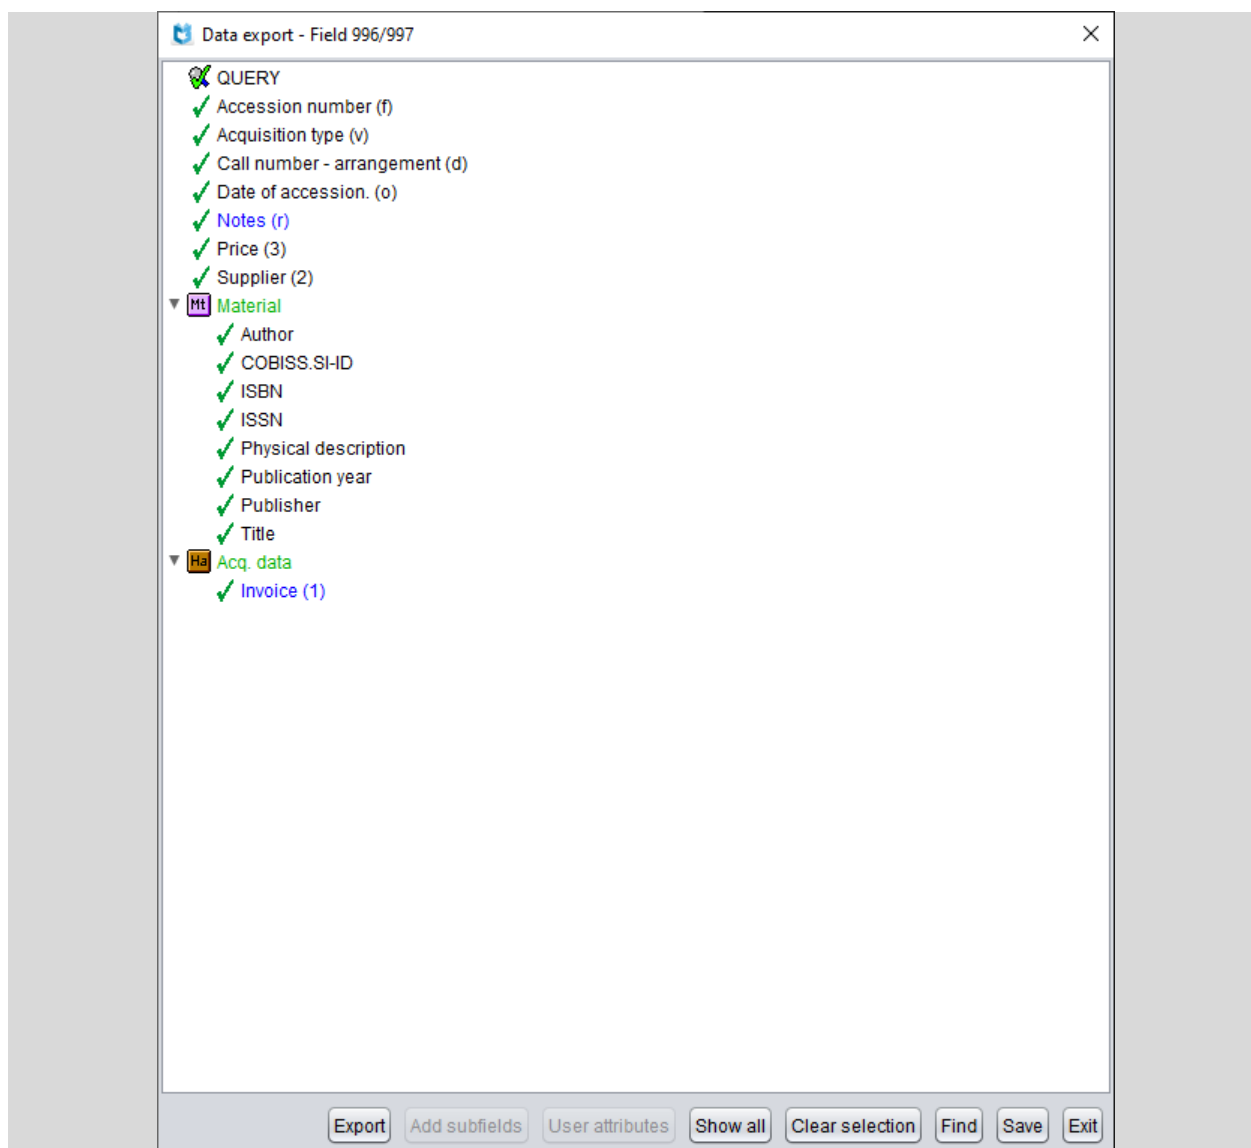 Data export - Field 996/997
QUERY
Accession number (f)
Acquisition type (v)
Call number - arrangement (d)
Date of accession. (o)
Notes (r)
Price (3)
Supplier (2)
Mt Material
Author
COBISS.SI-ID
ISBN
ISSN
Physical description
Publication year
Publisher
Title
Ha Acq. data
Invoice (1)
Export Add subfields User attributes Show all Clear selection Find Save Exit